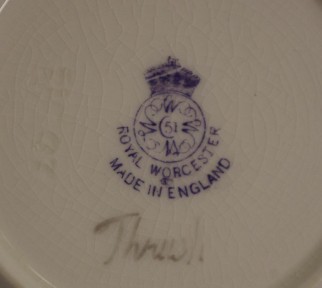 51
ROYAL WORCESTER
MADE IN ENGLAND
Thrush